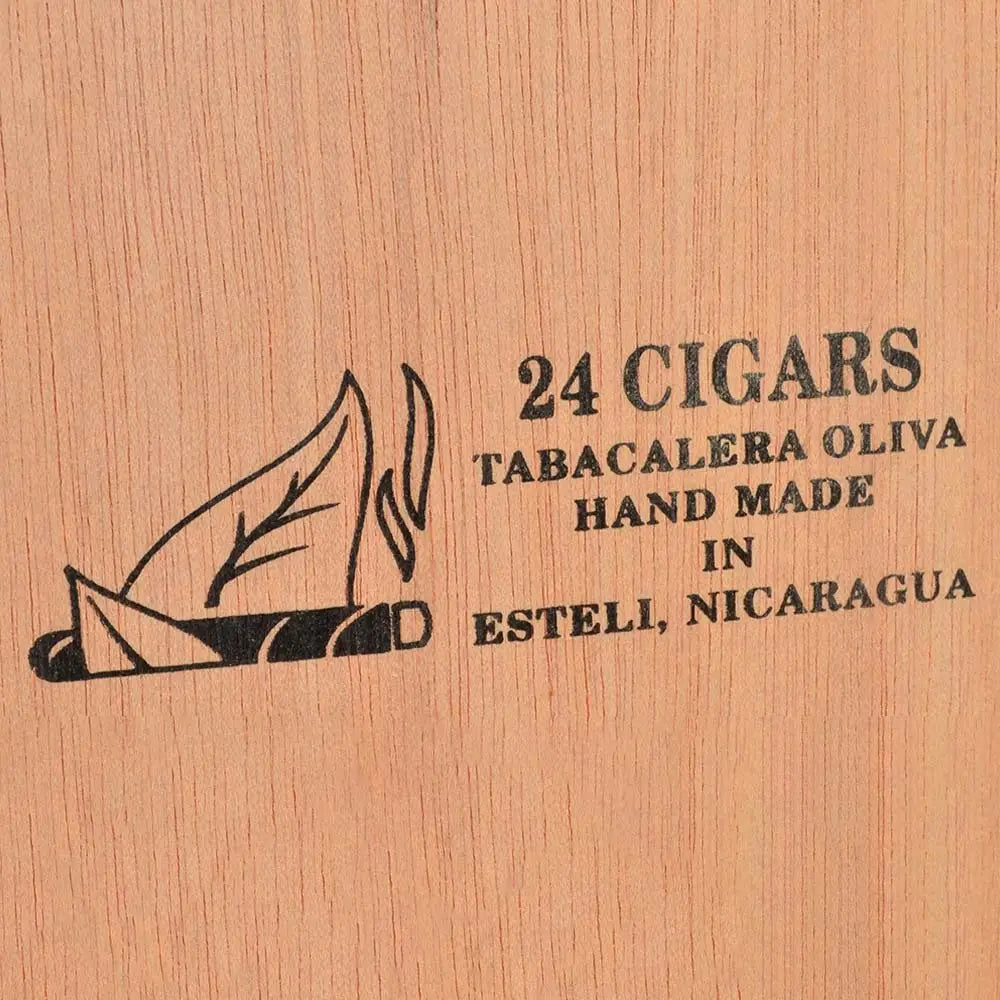 24 CIGARS
TABACALERA OLIVA
HAND MADE
IN
ESTELI, NICARAGUA